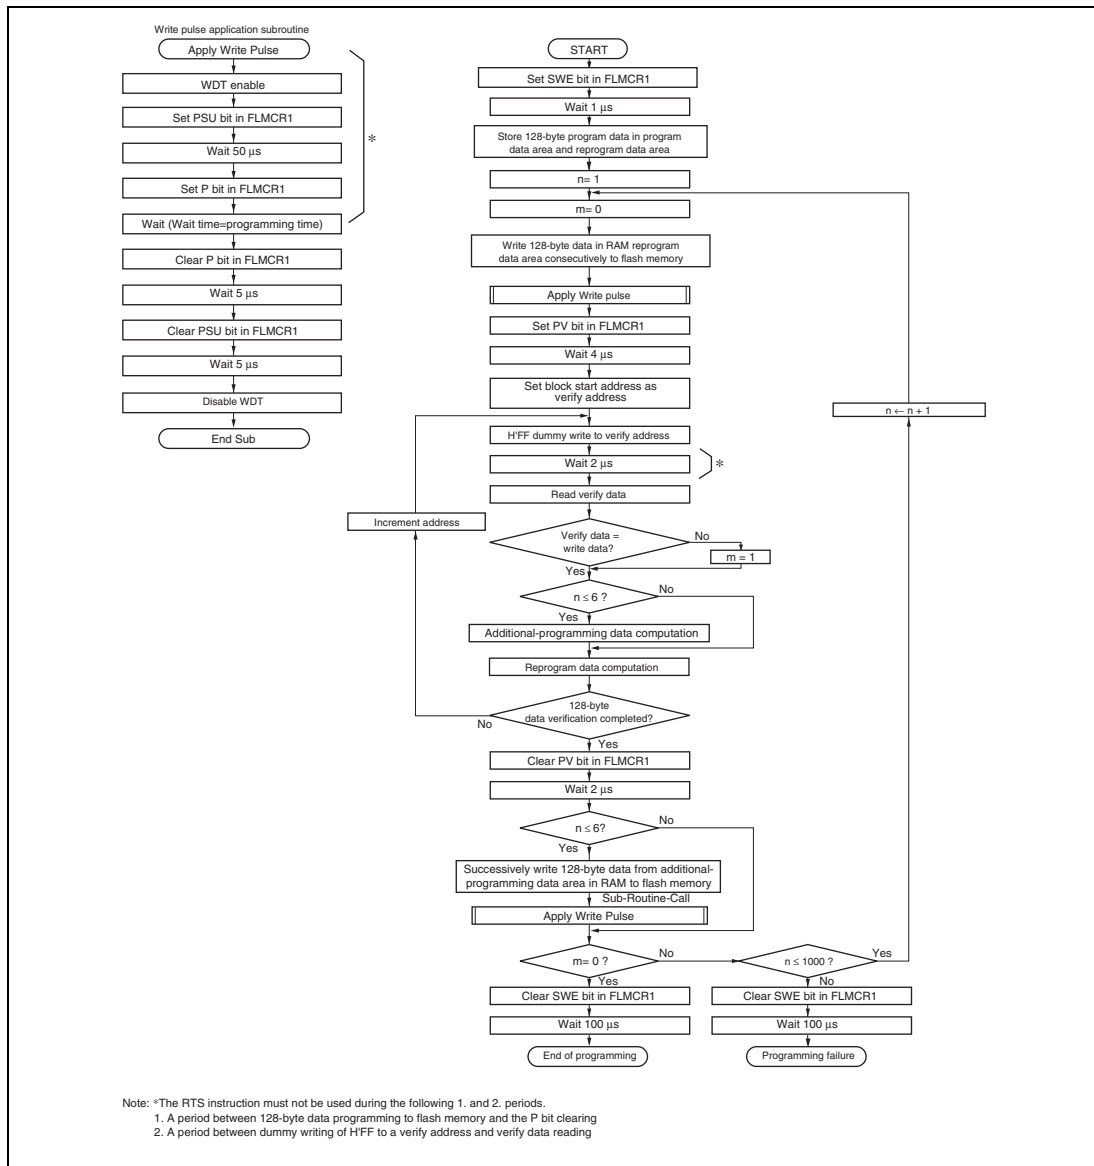 Write pulse application subroutine
Apply Write Pulse
WDT enable
Set PSU bit in FLMCR1
Wait 50 μs
Set P bit in FLMCR1
Wait (Wait time=programming time)
Clear P bit in FLMCR1
Wait 5 μs
Clear PSU bit in FLMCR1
Wait 5 μs
Disable WDT
End Sub
*
START
Set SWE bit in FLMCR1
Wait 1 μs
Store 128-byte program data in program
data area and reprogram data area
n= 1
m= 0
Write 128-byte data in RAM reprogram
data area consecutively to flash memory
Apply Write pulse
Set PV bit in FLMCR1
Wait 4 μs
Set block start address as
verify address
n ← n + 1
H'FF dummy write to verify address
Wait 2 μs
*
Read verify data
Increment address
Verify data =
write data?
No
m = 1
Yes
n ≤ 6 ?
No
Yes
Additional-programming data computation
Reprogram data computation
128-byte
data verification completed?
No
Yes
Clear PV bit in FLMCR1
Wait 2 μs
n ≤ 6?
No
Yes
Successively write 128-byte data from additional-
programming data area in RAM to flash memory
Sub-Routine-Call
Apply Write Pulse
m= 0 ?
No
n ≤ 1000 ?
Yes
Yes
No
Clear SWE bit in FLMCR1
Clear SWE bit in FLMCR1
Wait 100 μs
Wait 100 μs
End of programming
Programming failure
Note: *The RTS instruction must not be used during the following 1. and 2. periods.
1. A period between 128-byte data programming to flash memory and the P bit clearing
2. A period between dummy writing of H'FF to a verify address and verify data reading